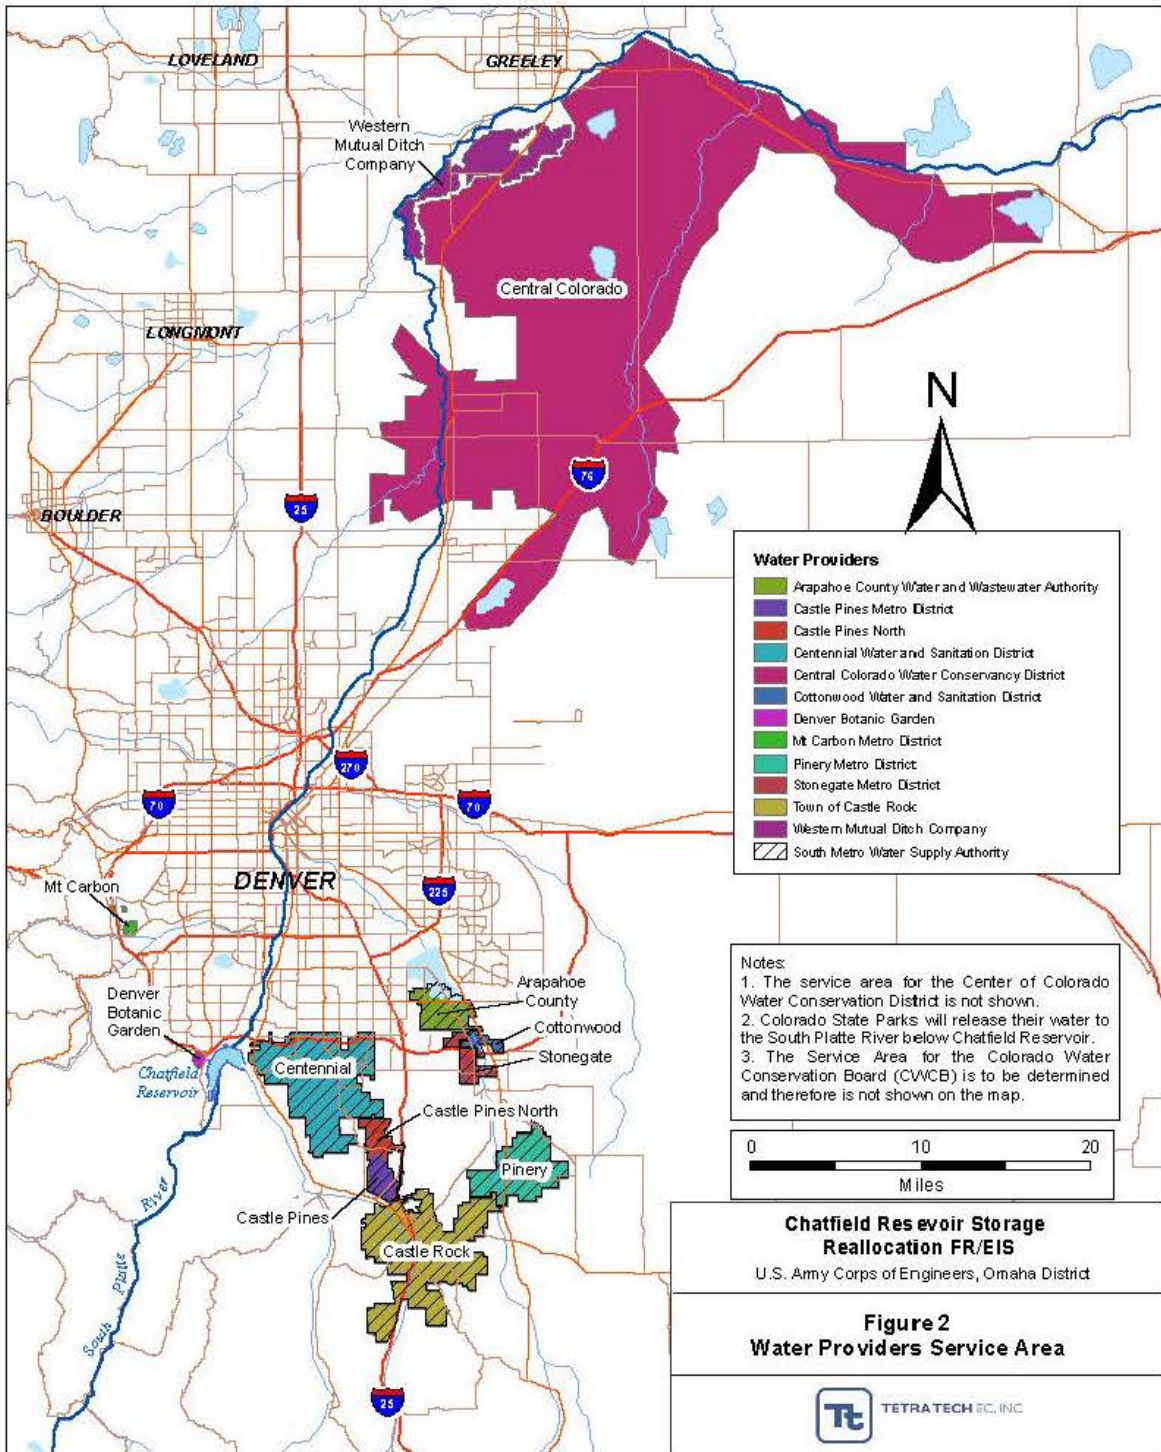 LOVELAND
GREELEY
Western
Mutual Ditch
Company
Central Colorado
LONGMONT
N
76
25
BOULDER
Water Providers
Arapahoe County Water and Wastewater Authority
Castle Pines Metro District
Castle Pines North
Centennial Water and Sanitation District
Central Colorado Water Conservancy District
Cottonwood Water and Sanitation District
Denver Botanic Garden
Mt Carbon Metro District
Pinery Metro District
Stonegate Metro District
Town of Castle Rock
Western Mutual Ditch Company
South Metro Water Supply Authority
270
70
70
DENVER
225
Mt Carbon
Arapahoe
County
Denver
Botanic
Garden
Cottonwood
Stonegate
Centennial
Chatfield
Reservoir
Castle Pines North
Pinery
Castle Pines
Castle Rock
South Platte River
25
Notes:
1. The service area for the Center of Colorado
Water Conservation District is not shown.
2. Colorado State Parks will release their water to
the South Platte River below Chatfield Reservoir.
3. The Service Area for the Colorado Water
Conservation Board (CWCB) is to be determined
and therefore is not shown on the map.
0 10 20
Miles
Chatfield Resevoir Storage
Reallocation FR/EIS
U.S. Army Corps of Engineers, Omaha District
Figure 2
Water Providers Service Area
Tt
TETRATECH EC, INC